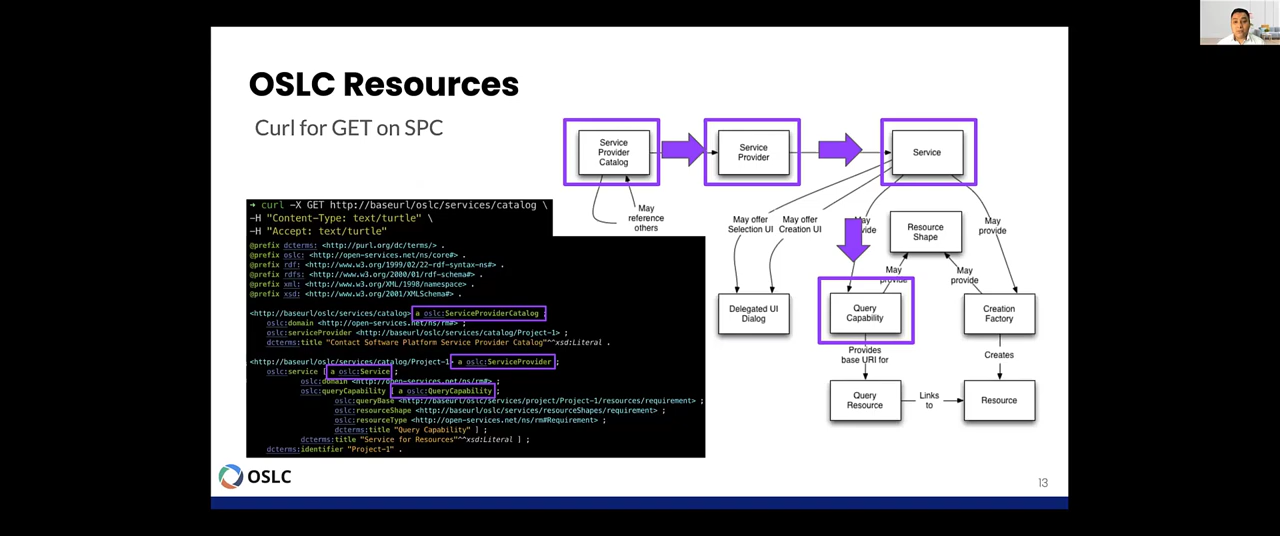 OSLC Resources
Curl for GET on SPC
➜ curl -X GET http://baseurl/oslc/services/catalog \
-H "Content-Type: text/turtle" \
-H "Accept: text/turtle"
@prefix dcterms: <http://purl.org/dc/terms/> .
@prefix oslc: <http://open-services.net/ns/core#> .
@prefix rdf: <http://www.w3.org/1999/02/22-rdf-syntax-ns#> .
@prefix rdfs: <http://www.w3.org/2000/01/rdf-schema#> .
@prefix xml: <http://www.w3.org/XML/1998/namespace> .
@prefix xsd: <http://www.w3.org/2001/XMLSchema#> .
<http://baseurl/oslc/services/catalog> a oslc:ServiceProviderCatalog ;
oslc:domain <http://open-services.net/ns/rm#> ;
oslc:serviceProvider <http://baseurl/oslc/services/catalog/Project-1> ;
dcterms:title "Contact Software Platform Service Provider Catalog"^^xsd:Literal .
<http://baseurl/oslc/services/catalog/Project-1> a oslc:ServiceProvider ;
oslc:service [ a oslc:Service ;
oslc:domain <http://open-services.net/ns/rm#> ;
oslc:queryCapability [ a oslc:QueryCapability ;
oslc:queryBase <http://baseurl/oslc/services/project/Project-1/resources/requirement> ;
oslc:resourceShape <http://baseurl/oslc/services/resourceShapes/requirement> ;
oslc:resourceType <http://open-services.net/ns/rm#Requirement> ;
dcterms:title "Query Capability" ] ;
dcterms:title "Service for Resources"^^xsd:Literal ] ;
dcterms:identifier "Project-1" .
Service
Provider
Catalog
Service
Provider
Service
May
reference
others
May offer
Selection UI
May offer
Creation UI
May
provide
Resource
Shape
May
provide
May
provide
May
provide
Delegated UI
Dialog
Query
Capability
Creation
Factory
Provides
base URI for
Creates
Query
Resource
Links
to
Resource
OSLC
13